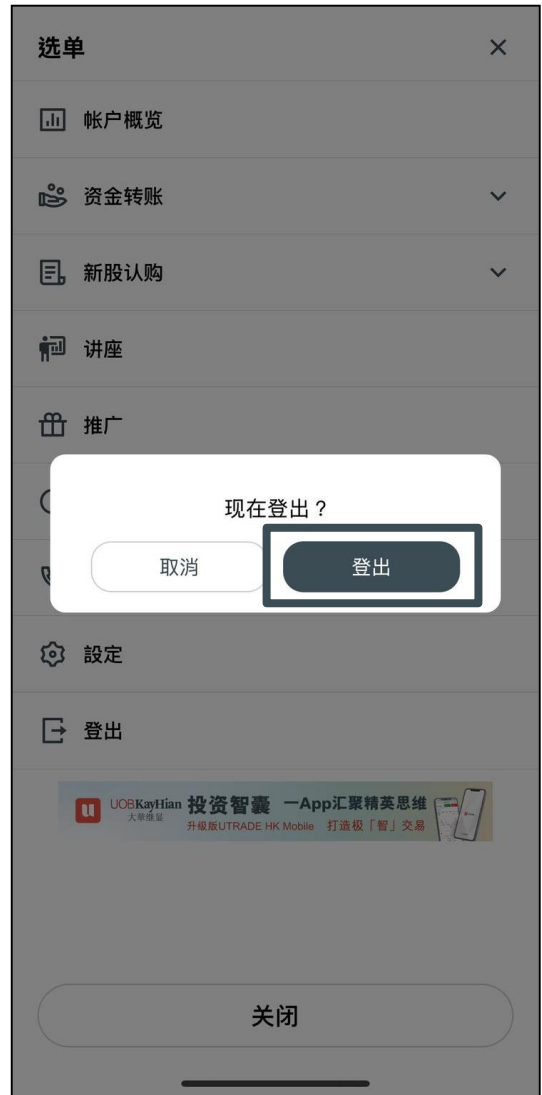 选单
帐户概览
资金转账
新股认购
讲座
推广
现在登出？
取消
登出
設定
登出
UOBKayHian
大華繼显
投资智囊 一App汇聚精英思维
升级版UTRADE HK Mobile 打造极「智」交易
关闭